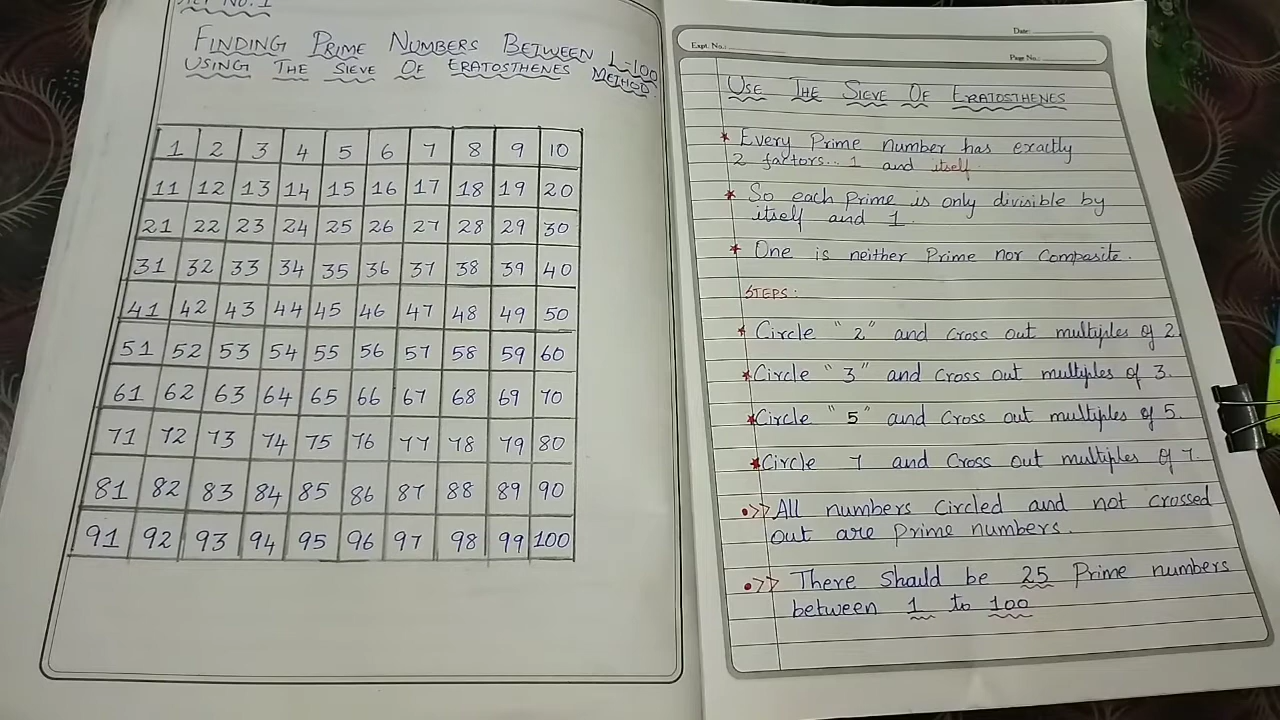 FINDING PRIME NUMBERS BETWEEN 1-100
USING THE SIEVE OF ERATOSTHENES METHOD.
1 2 3 4 5 6 7 8 9 10
11 12 13 14 15 16 17 18 19 20
21 22 23 24 25 26 27 28 29 30
31 32 33 34 35 36 37 38 39 40
41 42 43 44 45 46 47 48 49 50
51 52 53 54 55 56 57 58 59 60
61 62 63 64 65 66 67 68 69 70
71 72 73 74 75 76 77 78 79 80
81 82 83 84 85 86 87 88 89 90
91 92 93 94 95 96 97 98 99 100
Date:
Expt. No.:
Page No.:
USE THE SIEVE OF ERATOSTHENES
* Every Prime number has exactly
2 factors.. 1 and itself.
* So each Prime is only divisible by
itself and 1.
* One is neither Prime nor Composite.
STEPS:
* Circle "2" and Cross out multiples of 2.
* Circle "3" and Cross out multiples of 3.
* Circle "5" and Cross out multiples of 5.
* Circle 7 and Cross out multiples of 7.
•>> All numbers Circled and not crossed
out are Prime numbers.
•>> There should be 25 Prime numbers
between 1 to 100